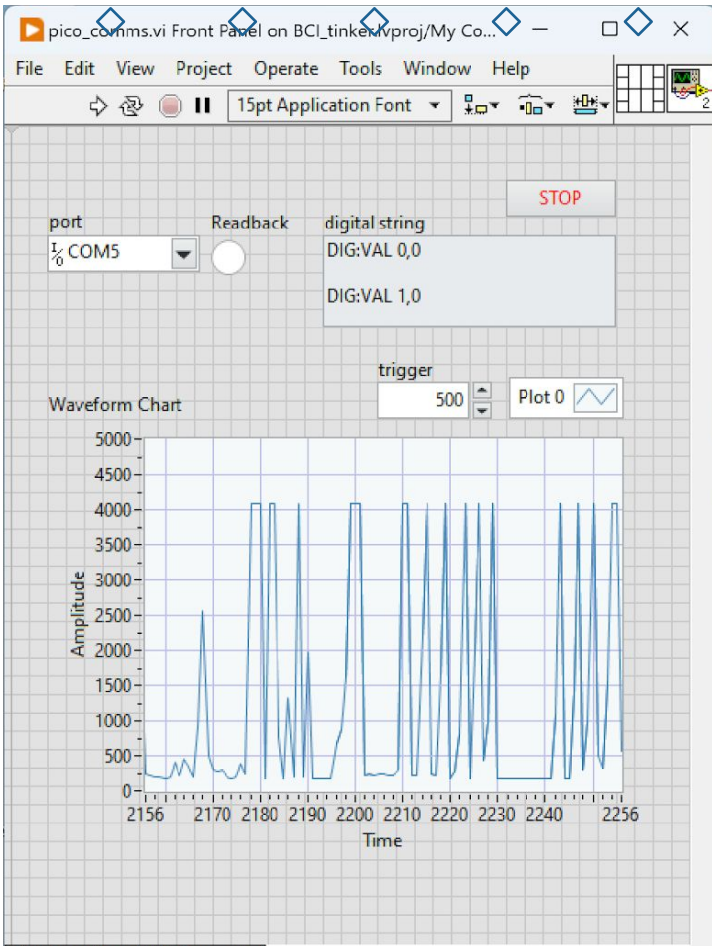 pico_comms.vi Front Panel on BCI_tinker.lvproj/My Co...
File Edit View Project Operate Tools Window Help
15pt Application Font
2
STOP
port Readback digital string
I/O COM5 DIG:VAL 0,0
DIG:VAL 1,0
trigger
500 Plot 0
Waveform Chart
5000
4500
4000
3500
3000
2500
2000
1500
1000
500
0
Amplitude
2156 2170 2180 2190 2200 2210 2220 2230 2240 2256
Time